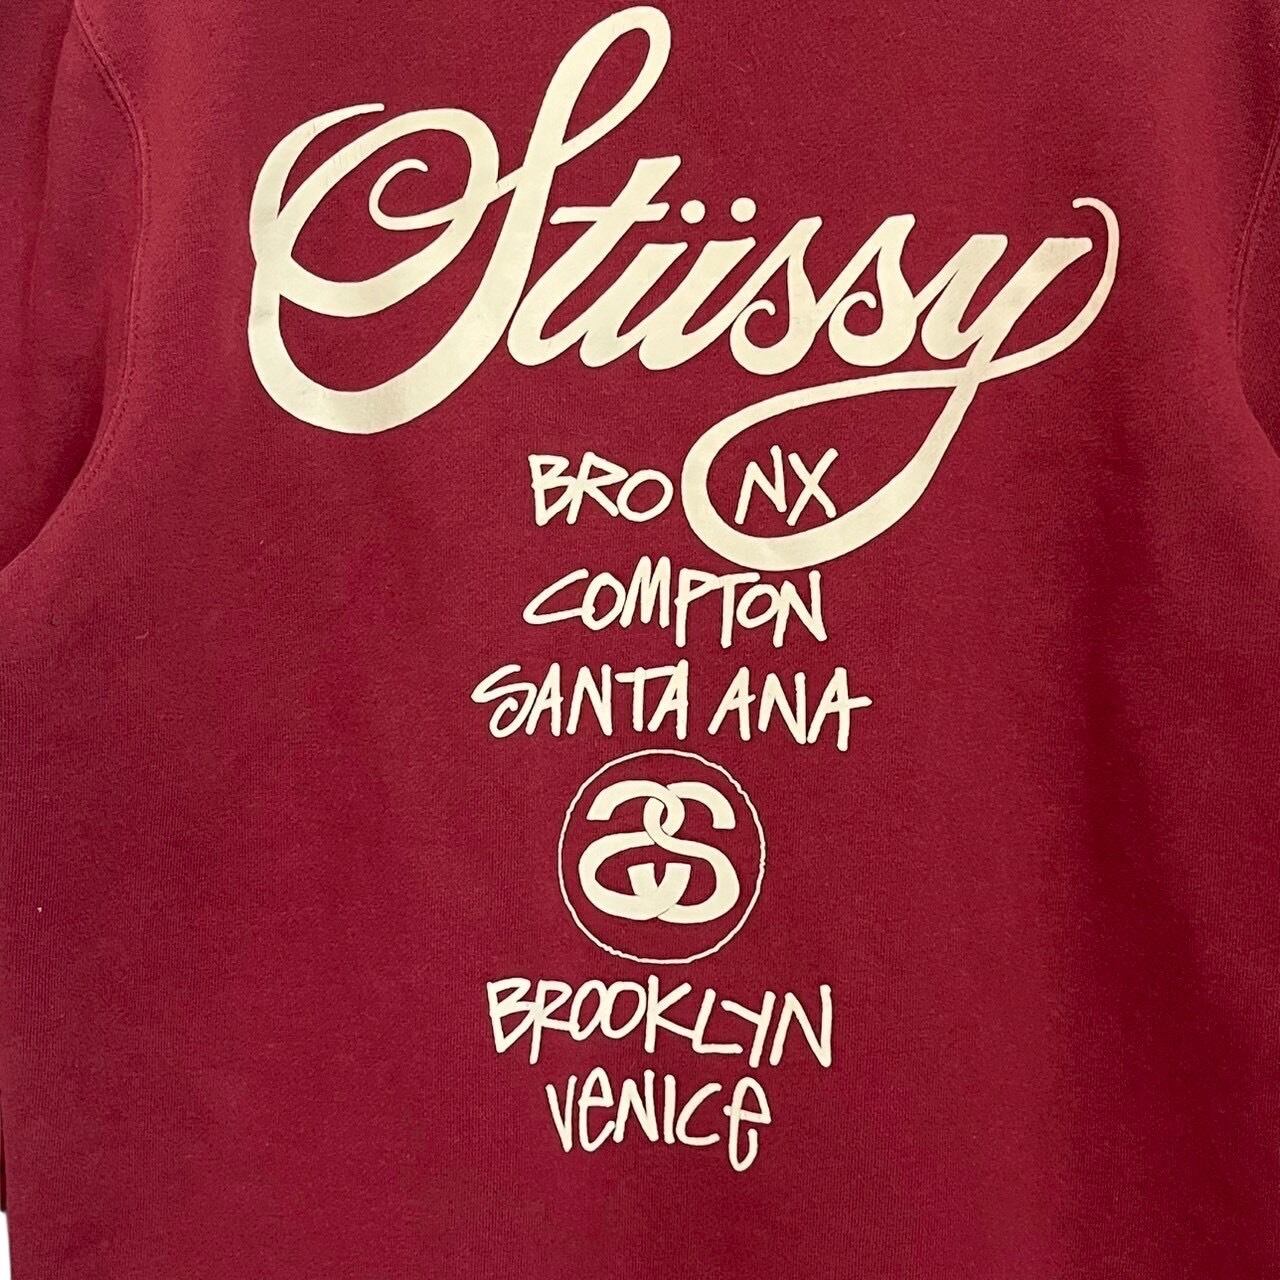 Stüssy
BRONX
COMPTON
SANTA ANA
SS
BROOKLYN
VENICE